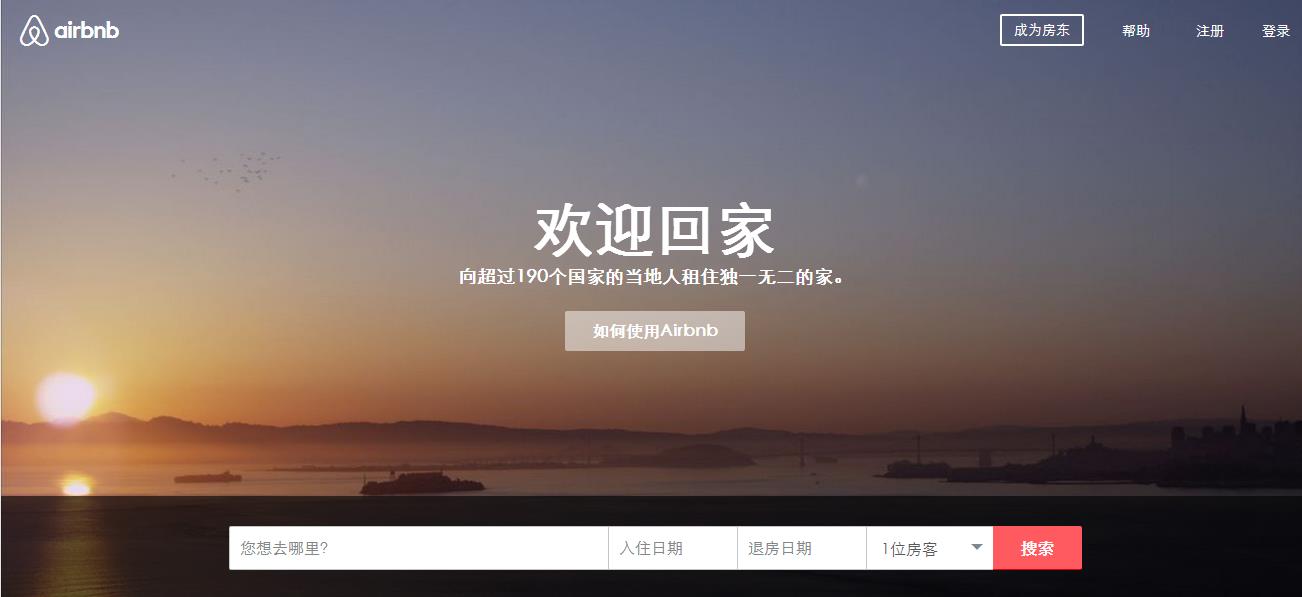 airbnb
成为房东
帮助
注册
登录
欢迎回家
向超过190个国家的当地人租住独一无二的家。
如何使用Airbnb
您想去哪里?
入住日期
退房日期
1位房客
搜索